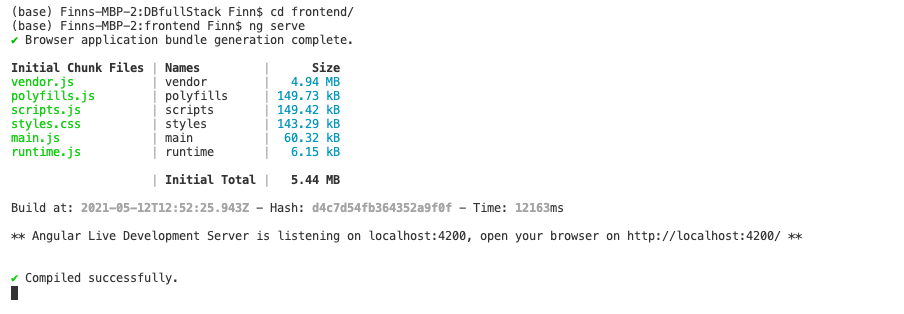 (base) Finns-MBP-2:DBfullStack Finn$ cd frontend/
(base) Finns-MBP-2:frontend Finn$ ng serve
✔ Browser application bundle generation complete.
Initial Chunk Files | Names | Size
vendor.js | vendor | 4.94 MB
polyfills.js | polyfills | 149.73 kB
scripts.js | scripts | 149.42 kB
styles.css | styles | 143.29 kB
main.js | main | 60.32 kB
runtime.js | runtime | 6.15 kB
| Initial Total | 5.44 MB
Build at: 2021-05-12T12:52:25.943Z - Hash: d4c7d54fb364352a9f0f - Time: 12163ms
** Angular Live Development Server is listening on localhost:4200, open your browser on http://localhost:4200/ **
✔ Compiled successfully.